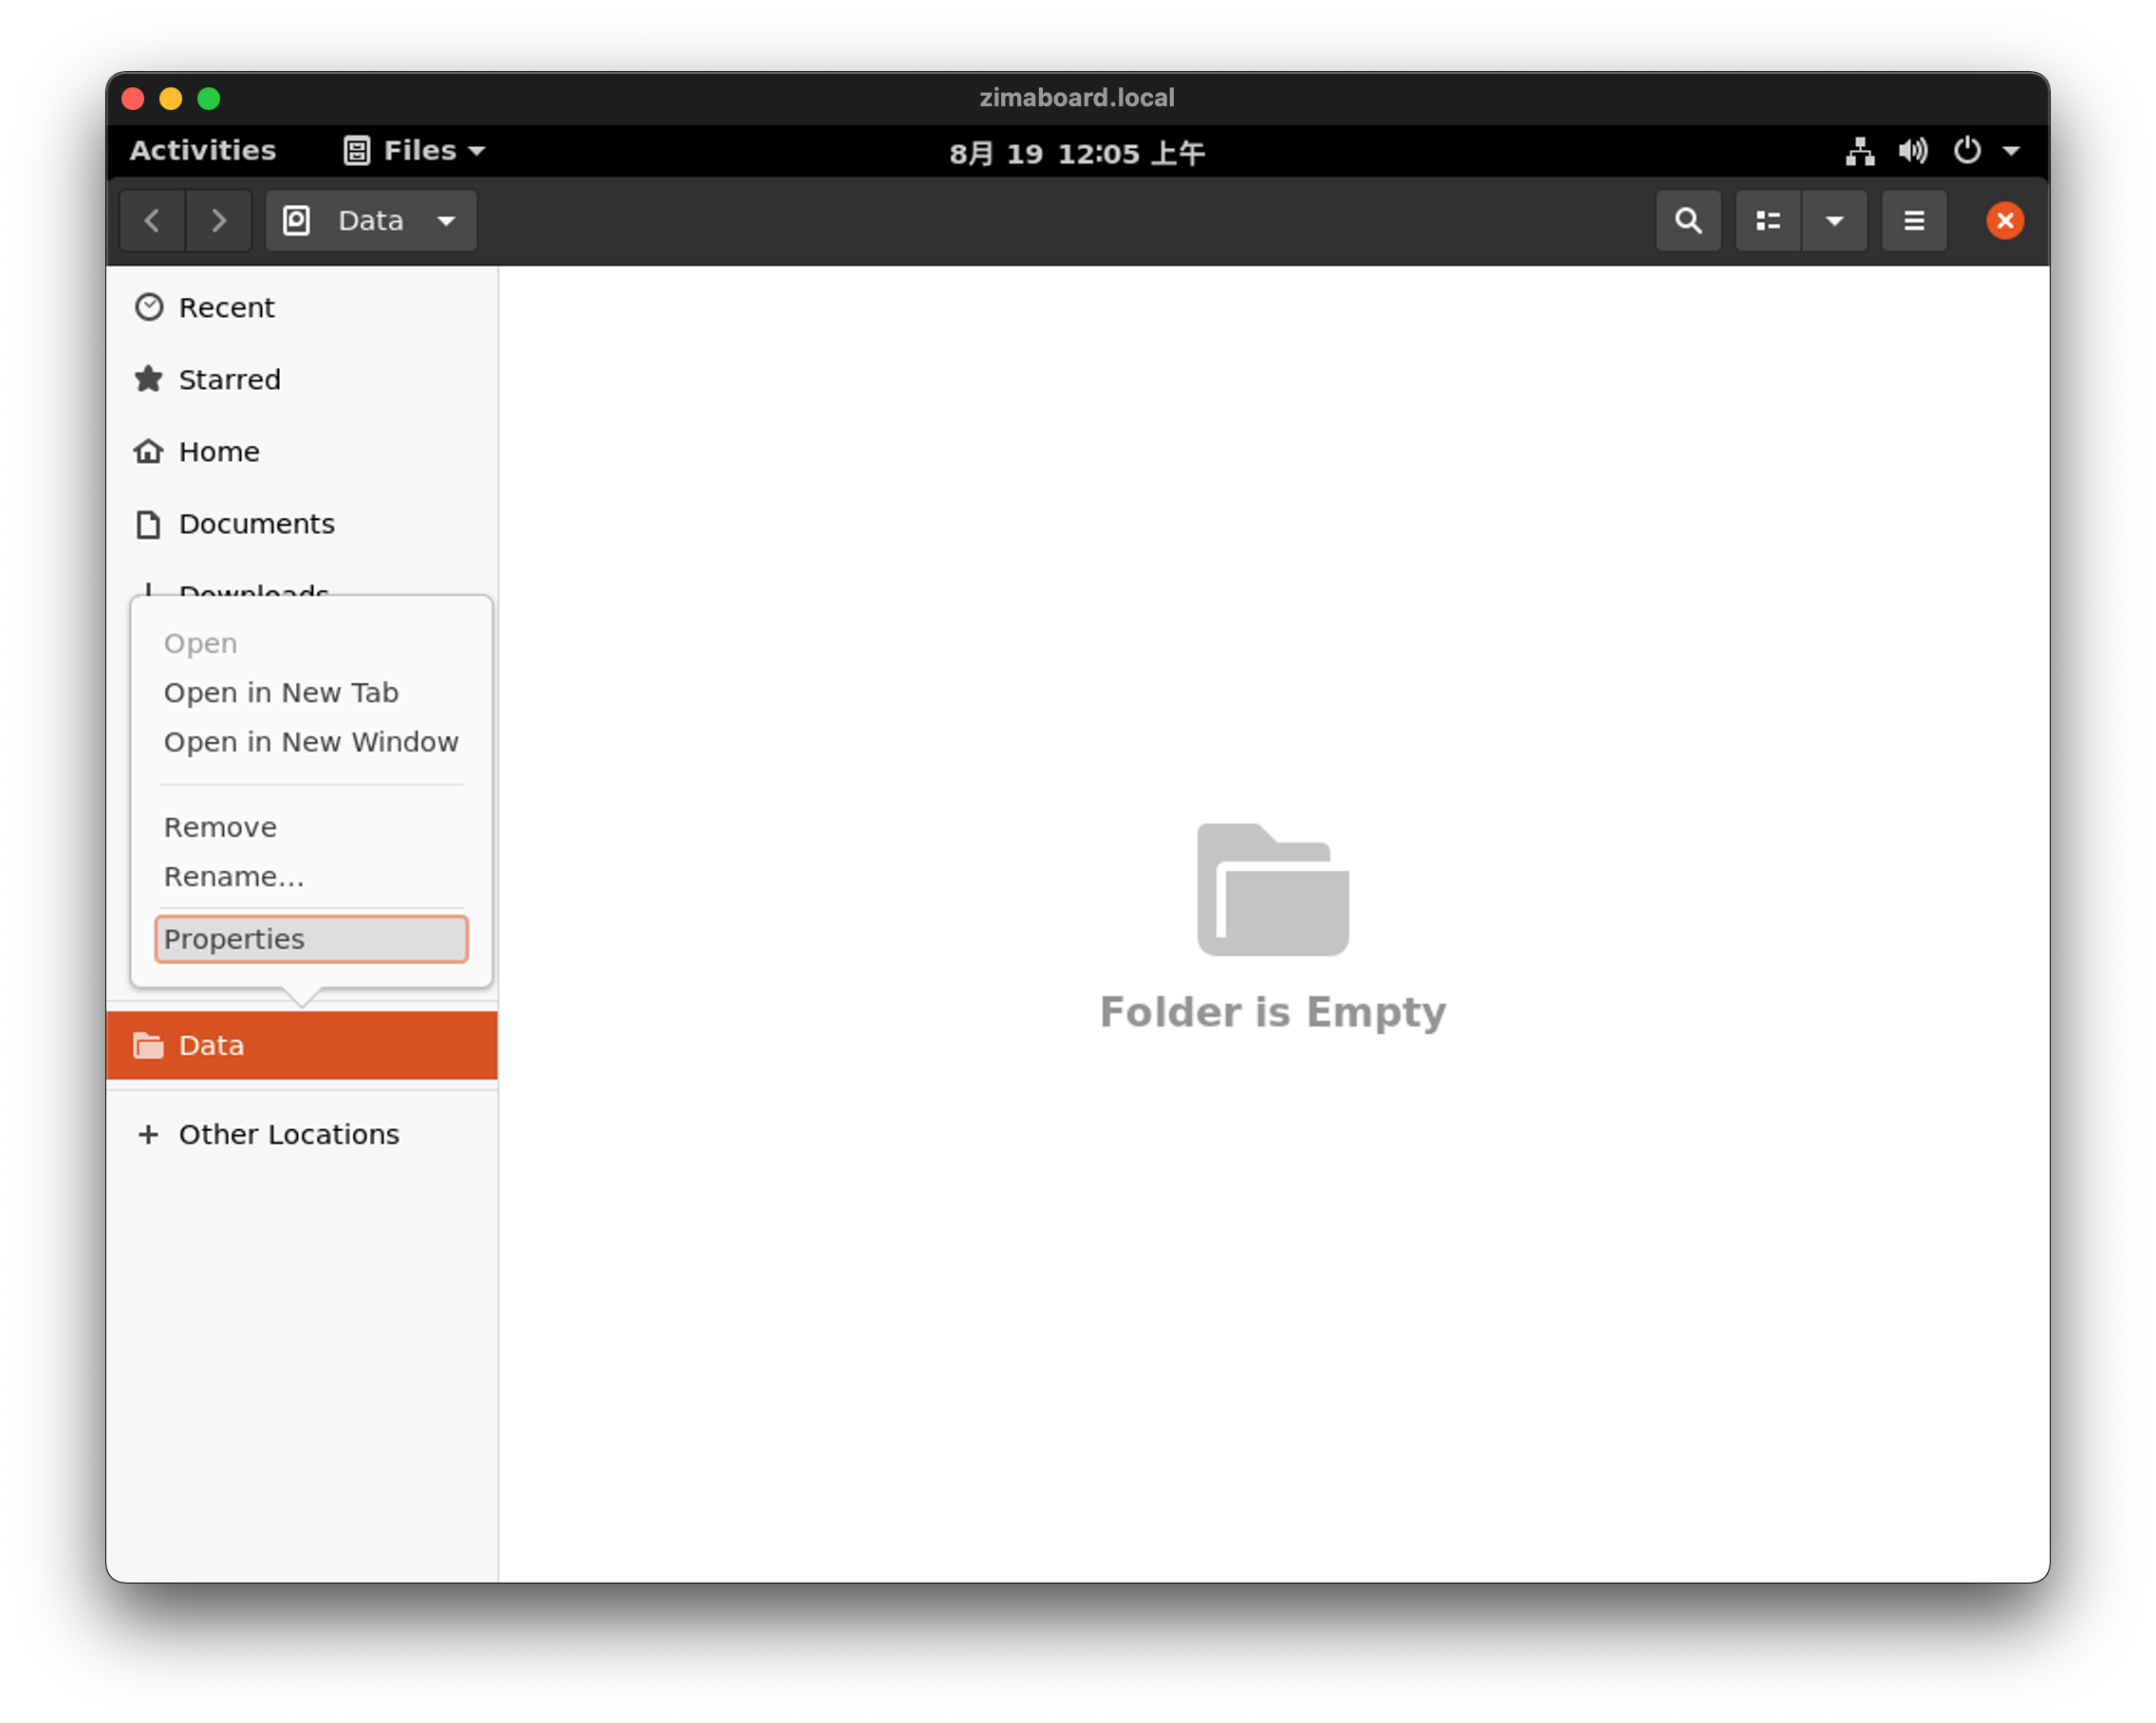 zimaboard.local
Activities
Files
8月 19 12:05 上午
Data
Recent
Starred
Home
Documents
Downloads
Open
Open in New Tab
Open in New Window
Remove
Rename...
Properties
Data
Other Locations
Folder is Empty